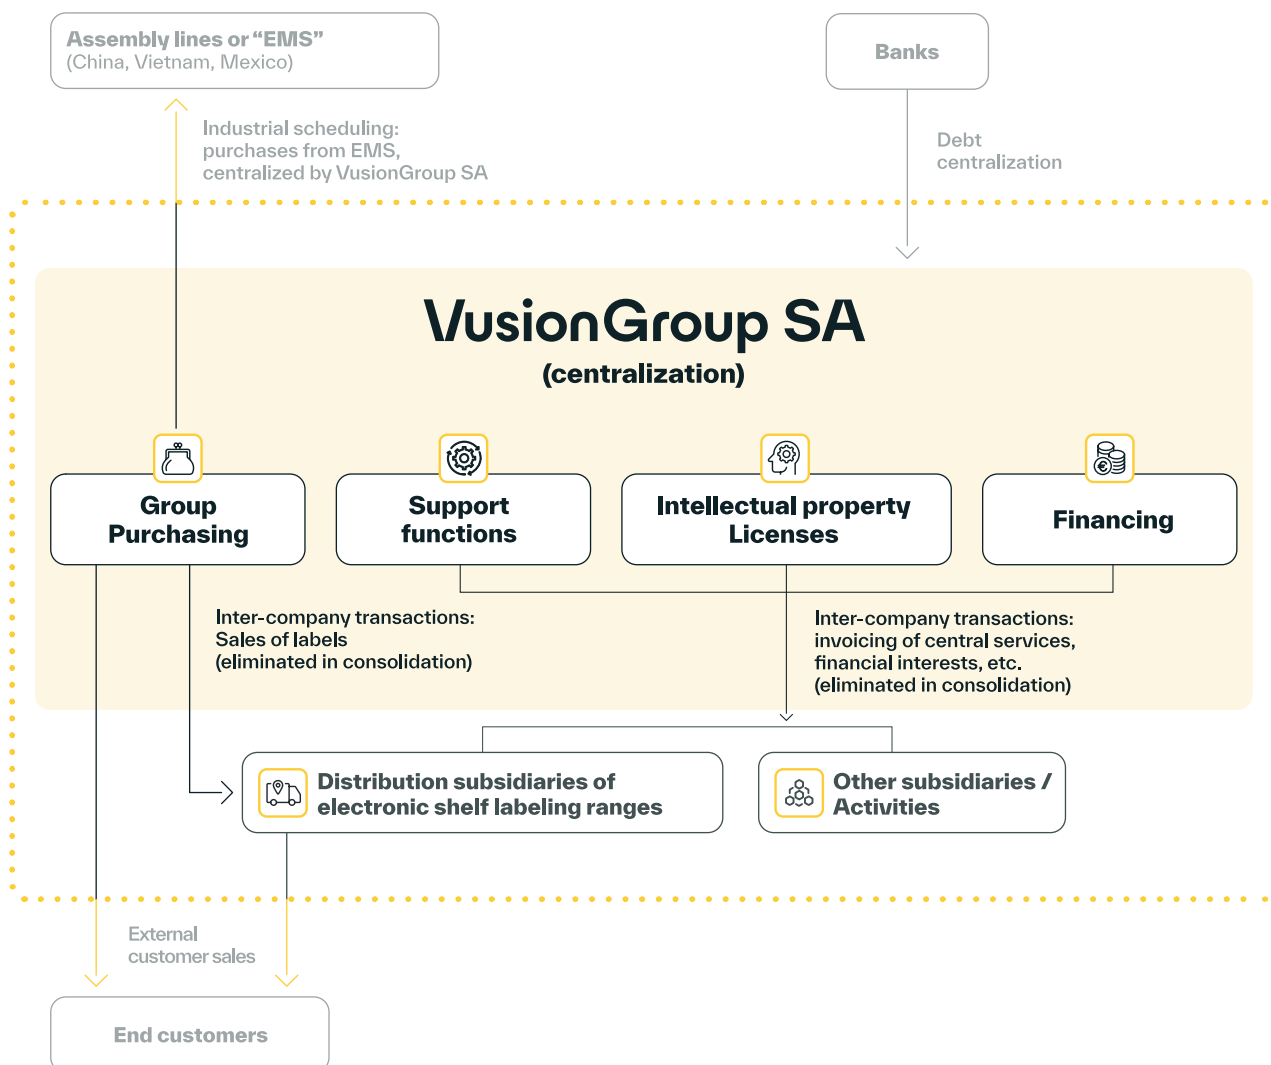 Assembly lines or “EMS”
(China, Vietnam, Mexico)
Banks
Industrial scheduling:
purchases from EMS,
centralized by VusionGroup SA
Debt
centralization
VusionGroup SA
(centralization)
Group
Purchasing
Support
functions
Intellectual property
Licenses
Financing
Inter-company transactions:
Sales of labels
(eliminated in consolidation)
Inter-company transactions:
invoicing of central services,
financial interests, etc.
(eliminated in consolidation)
Distribution subsidiaries of
electronic shelf labeling ranges
Other subsidiaries /
Activities
External
customer sales
End customers